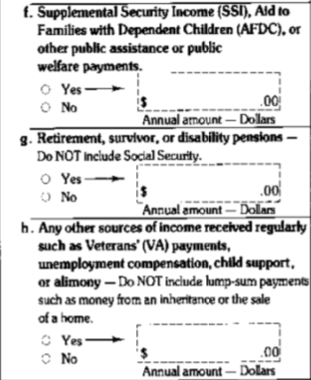 f. Supplemental Security Income (SSI), Aid to
Families with Dependent Children (AFDC), or
other public assistance or public
welfare payments.
Yes
No
$ .00
Annual amount — Dollars
g. Retirement, survivor, or disability pensions —
Do NOT include Social Security.
Yes
No
$ .00
Annual amount — Dollars
h. Any other sources of income received regularly
such as Veterans' (VA) payments,
unemployment compensation, child support,
or alimony — Do NOT include lump-sum payments
such as money from an inheritance or the sale
of a home.
Yes
No
$ .00
Annual amount — Dollars